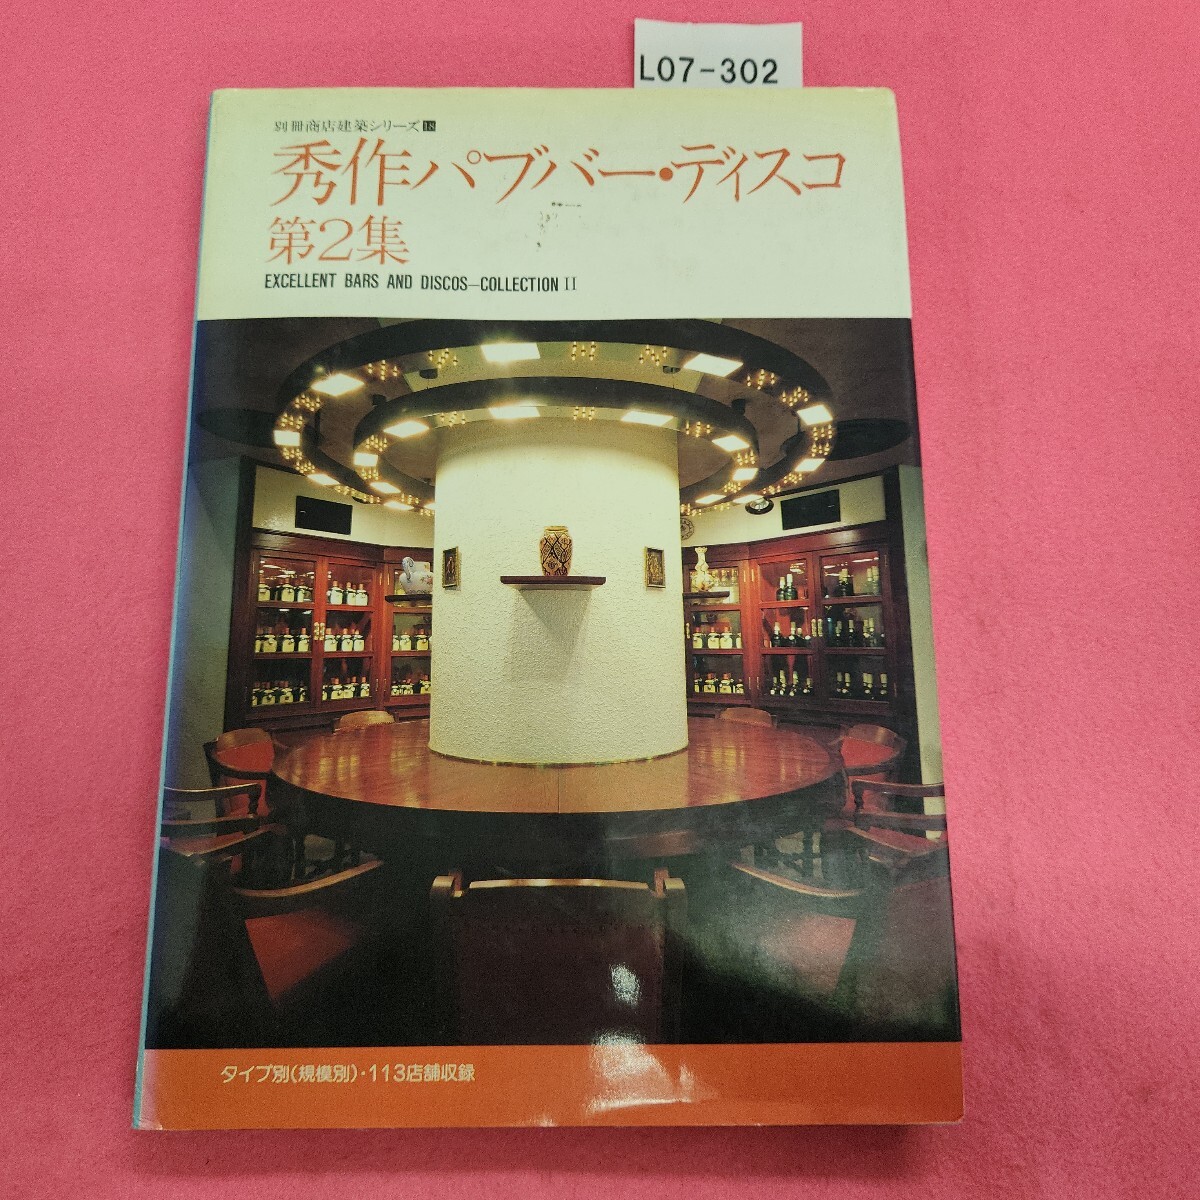 L07-302
別冊商店建築シリーズ18
秀作パブバー・ディスコ
第2集
EXCELLENT BARS AND DISCOS—COLLECTION II
タイプ別(規模別)・113店舗収録